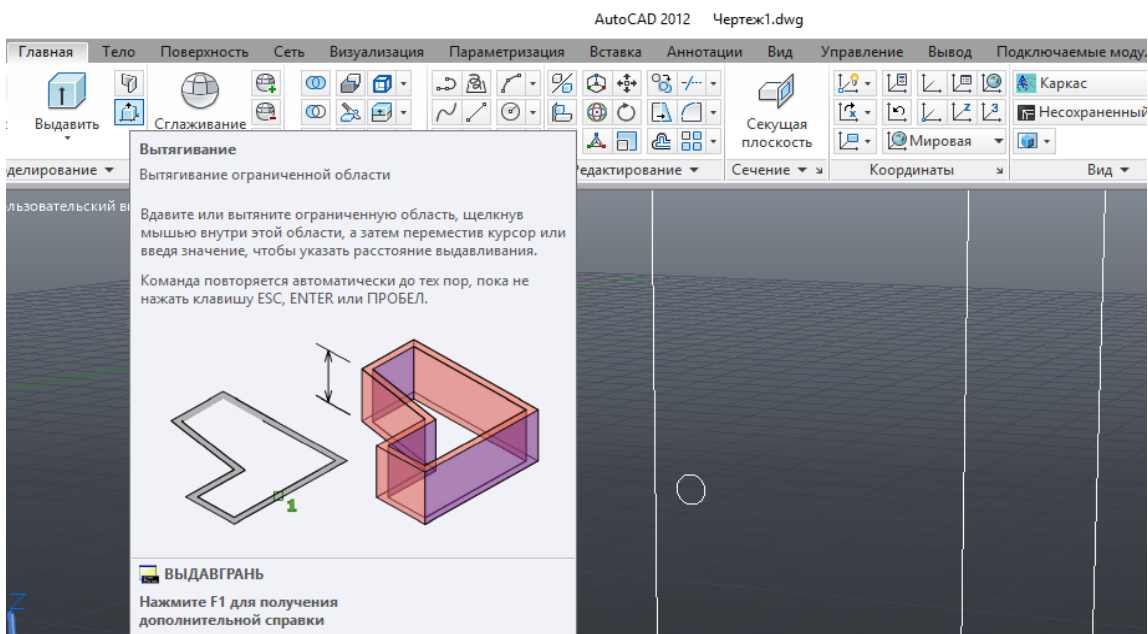 AutoCAD 2012 Чертеж1.dwg
Главная Тело Поверхность Сеть Визуализация Параметризация Вставка Аннотации Вид Управление Вывод Подключаемые моду
Каркас
Выдавить Сглаживание Секущая плоскость Несохраненный
Мировая
делирование едактирование Сечение Координаты Вид
льзовательский в
Вытягивание
Вытягивание ограниченной области
Вдавите или вытяните ограниченную область, щелкнув
мышью внутри этой области, а затем переместив курсор или
введя значение, чтобы указать расстояние выдавливания.
Команда повторяется автоматически до тех пор, пока не
нажать клавишу ESC, ENTER или ПРОБЕЛ.
1
ВЫДАВГРАНЬ
Нажмите F1 для получения
дополнительной справки
Z